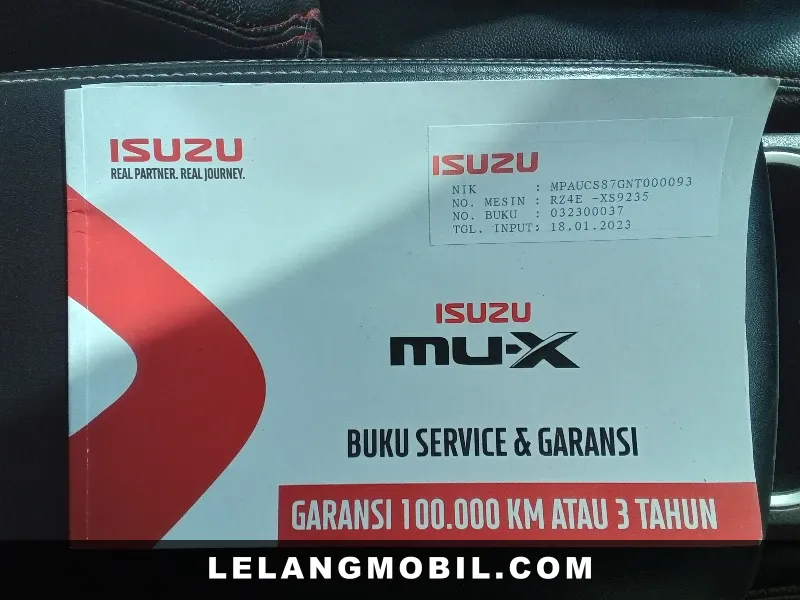 ISUZU
REAL PARTNER. REAL JOURNEY.
ISUZU
NIK : MPAUCS87GNT000093
NO. MESIN : RZ4E -XS9235
NO. BUKU : 032300037
TGL. INPUT: 18.01.2023
ISUZU
mu-X
BUKU SERVICE & GARANSI
GARANSI 100.000 KM ATAU 3 TAHUN
LELANGMOBIL.COM